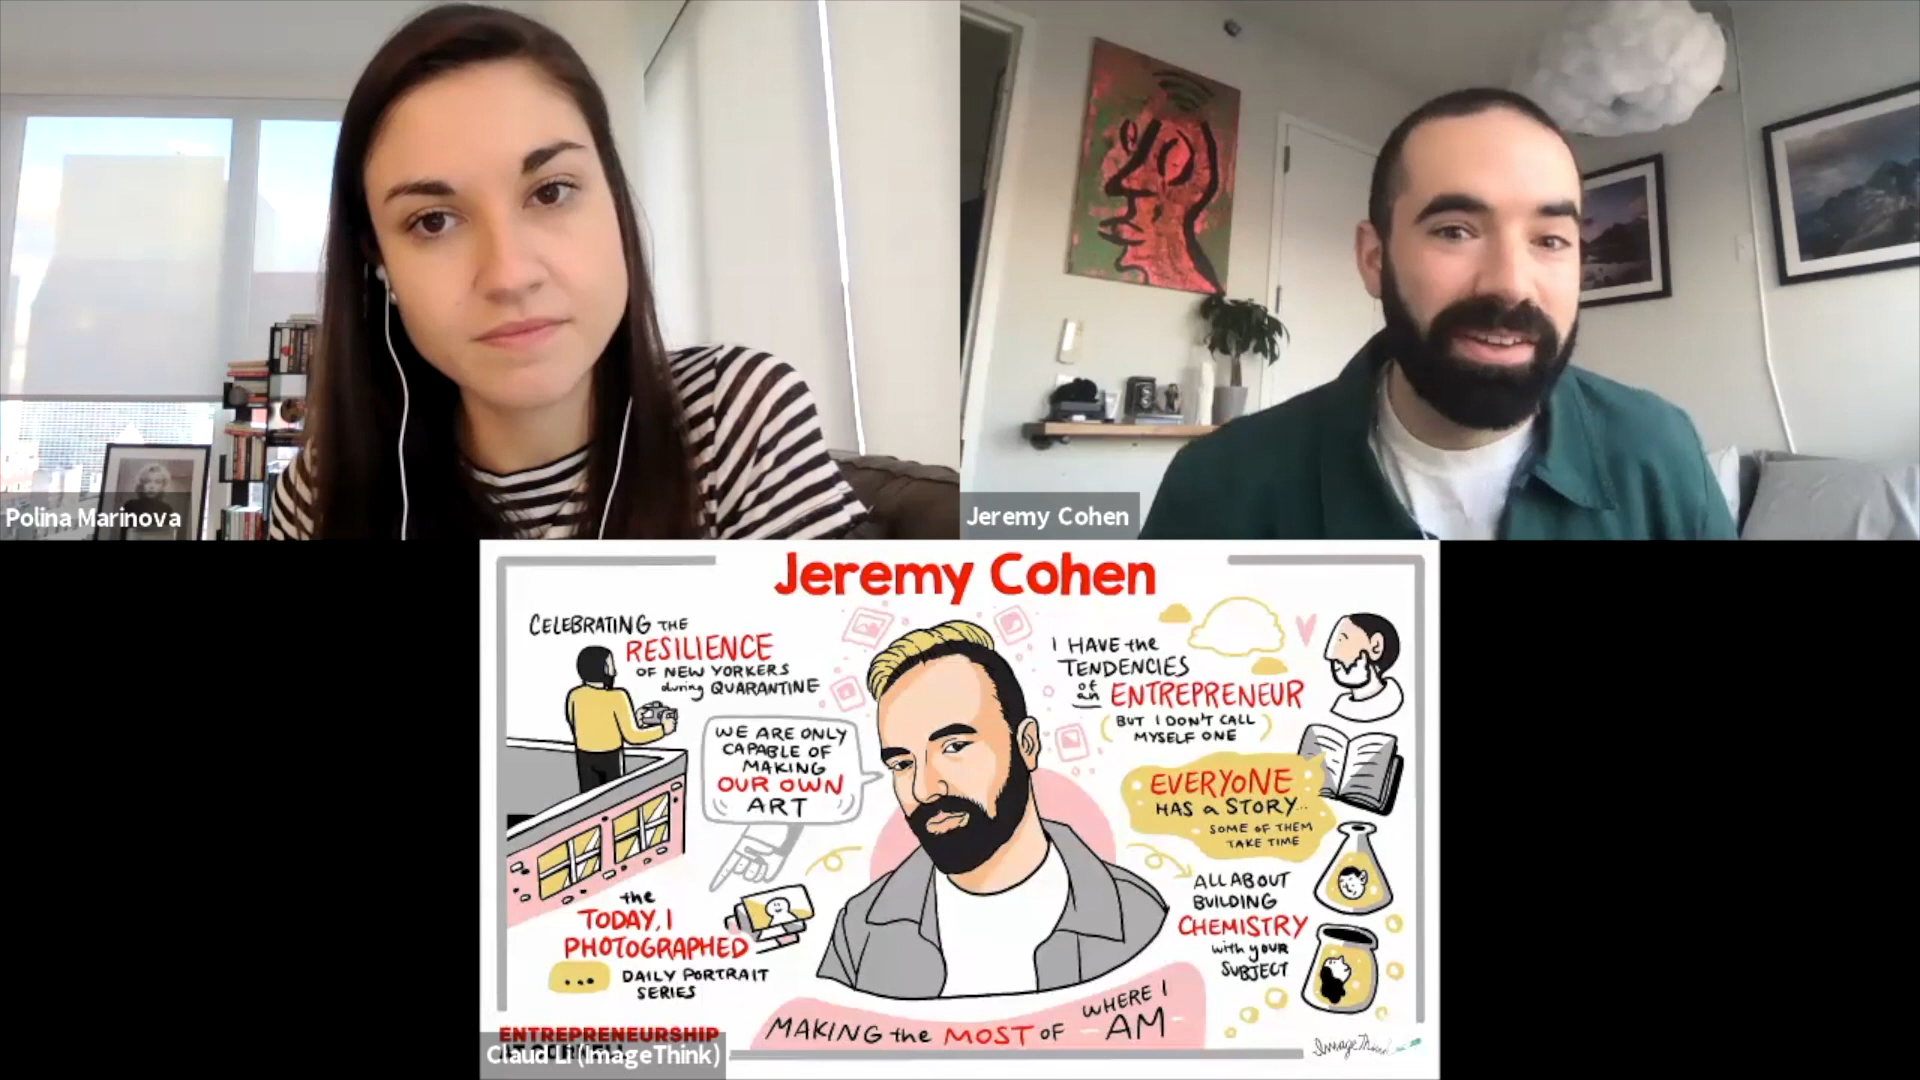 Polina Marinova
Jeremy Cohen
Jeremy Cohen
CELEBRATING THE
RESILIENCE
OF NEW YORKERS
during QUARANTINE
WE ARE ONLY
CAPABLE OF
MAKING
OUR OWN
ART
the
TODAY, I
PHOTOGRAPHED
...
DAILY PORTRAIT
SERIES
I HAVE the
TENDENCIES
of an ENTREPRENEUR
(BUT I DON'T CALL
MYSELF ONE)
EVERYONE
HAS a STORY...
SOME OF THEM
TAKE TIME
ALL ABOUT
BUILDING
CHEMISTRY
with your
SUBJECT
MAKING the MOST OF WHERE I AM
ENTREPRENEURSHIP
Claud Li (ImageThink)
ImageThink